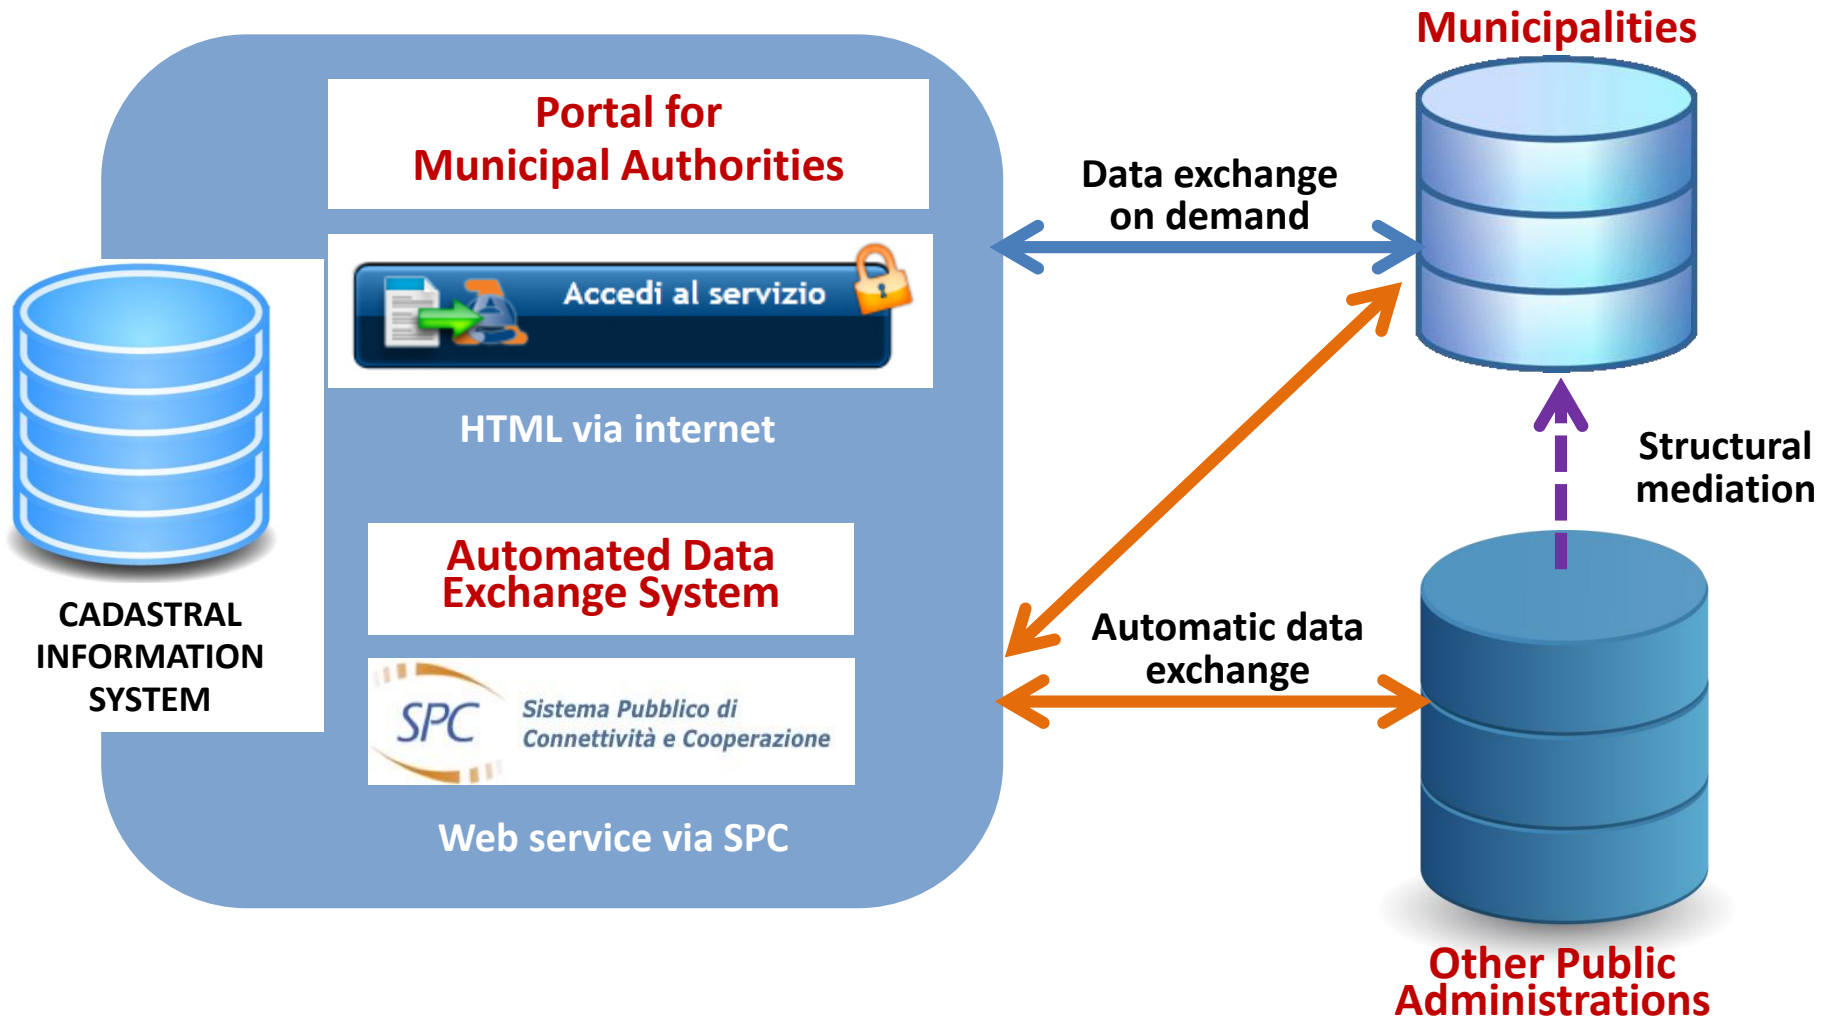 Municipalities
Portal for
Municipal Authorities
Data exchange
on demand
Accedi al servizio
HTML via internet
Structural
mediation
Automated Data
Exchange System
CADASTRAL
INFORMATION
SYSTEM
Automatic data
exchange
SPC
Sistema Pubblico di
Connettività e Cooperazione
Web service via SPC
Other Public
Administrations